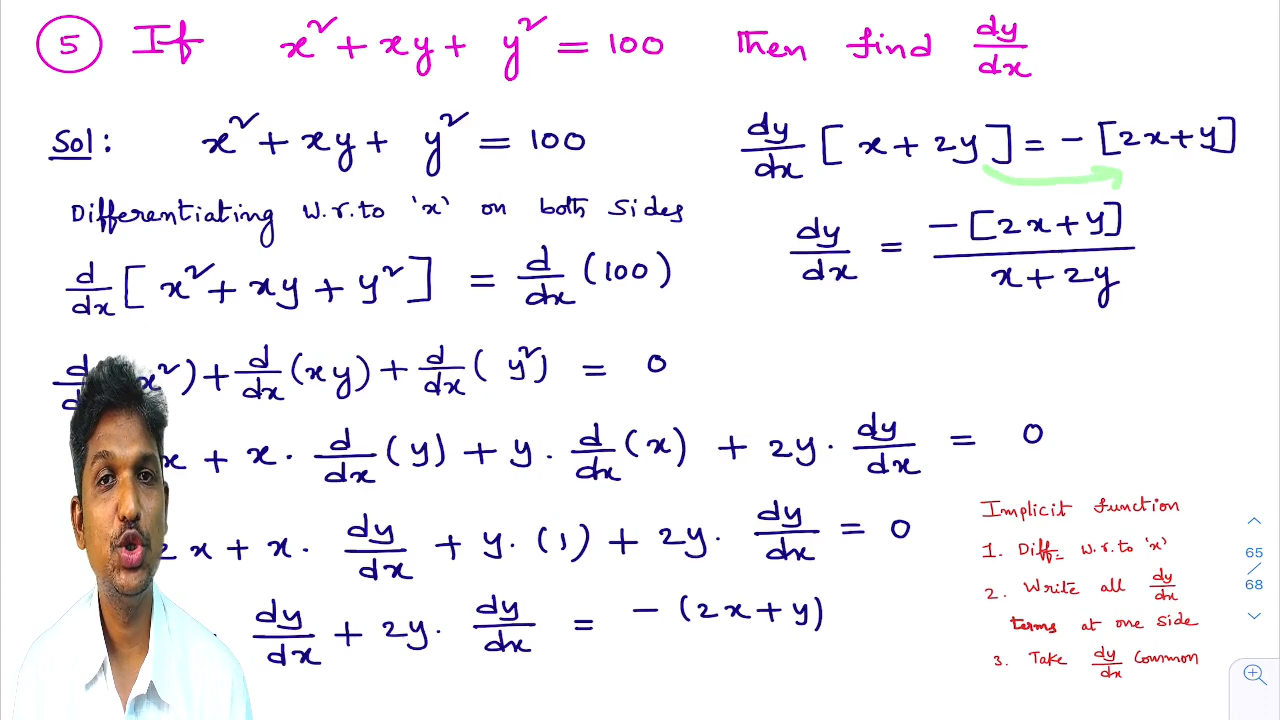 5 If x² + xy + y² = 100 Then find dy/dx
Sol: x² + xy + y² = 100
Differentiating w.r.to 'x' on both sides
d/dx [ x² + xy + y² ] = d/dx (100)
x²) + d/dx (xy) + d/dx ( y²) = 0
x + x · d/dx (y) + y · d/dx (x) + 2y · dy/dx = 0
2x + x · dy/dx + y · (1) + 2y · dy/dx = 0
dy/dx + 2y · dy/dx = - (2x + y)
dy/dx [ x + 2y ] = - [2x + y]
dy/dx = - [2x + y] / x + 2y
Implicit function
1. Diff w.r.to 'x'
2. Write all dy/dx
terms at one side
3. Take dy/dx Common
65
/
68